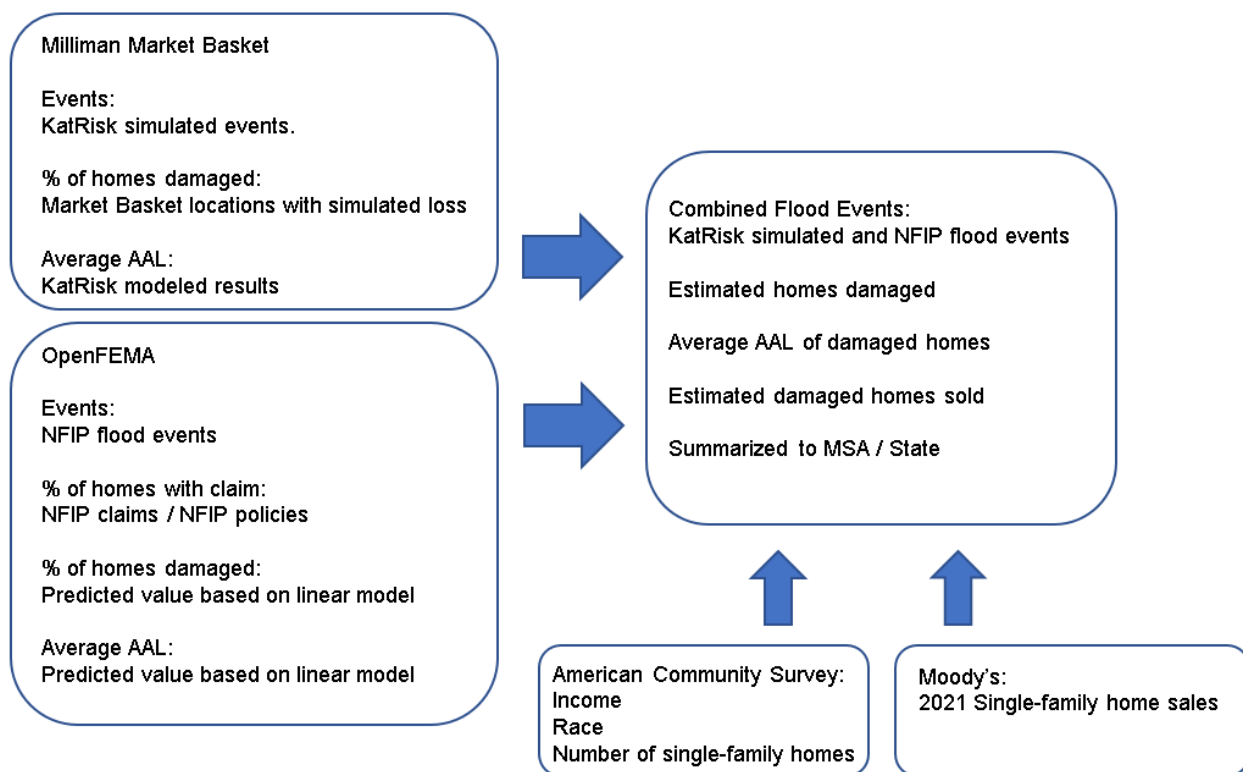 Milliman Market Basket
Events:
KatRisk simulated events.
% of homes damaged:
Market Basket locations with simulated loss
Average AAL:
KatRisk modeled results
OpenFEMA
Events:
NFIP flood events
% of homes with claim:
NFIP claims / NFIP policies
% of homes damaged:
Predicted value based on linear model
Average AAL:
Predicted value based on linear model
Combined Flood Events:
KatRisk simulated and NFIP flood events
Estimated homes damaged
Average AAL of damaged homes
Estimated damaged homes sold
Summarized to MSA / State
American Community Survey:
Income
Race
Number of single-family homes
Moody's:
2021 Single-family home sales